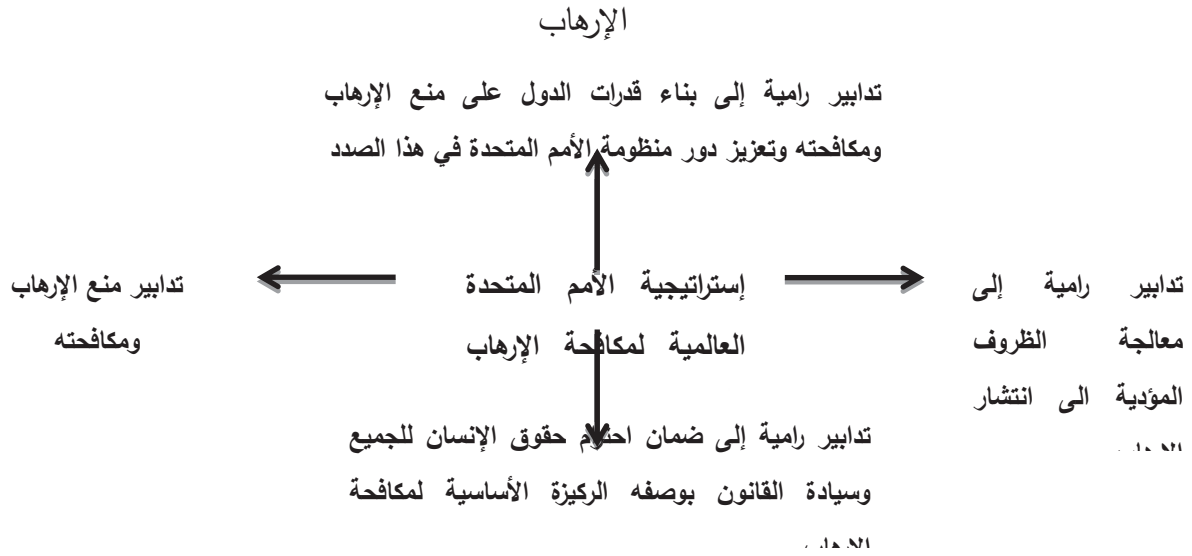 الإرهاب
تدابير رامية إلى بناء قدرات الدول على منع الإرهاب
ومكافحته وتعزيز دور منظومة الأمم المتحدة في هذا الصدد
تدابير رامية إلى
معالجة الظروف
المؤدية الى انتشار
إستراتيجية الأمم المتحدة
العالمية لمكافحة الإرهاب
تدابير منع الإرهاب
ومكافحته
تدابير رامية إلى ضمان احترام حقوق الإنسان للجميع
وسيادة القانون بوصفه الركيزة الأساسية لمكافحة